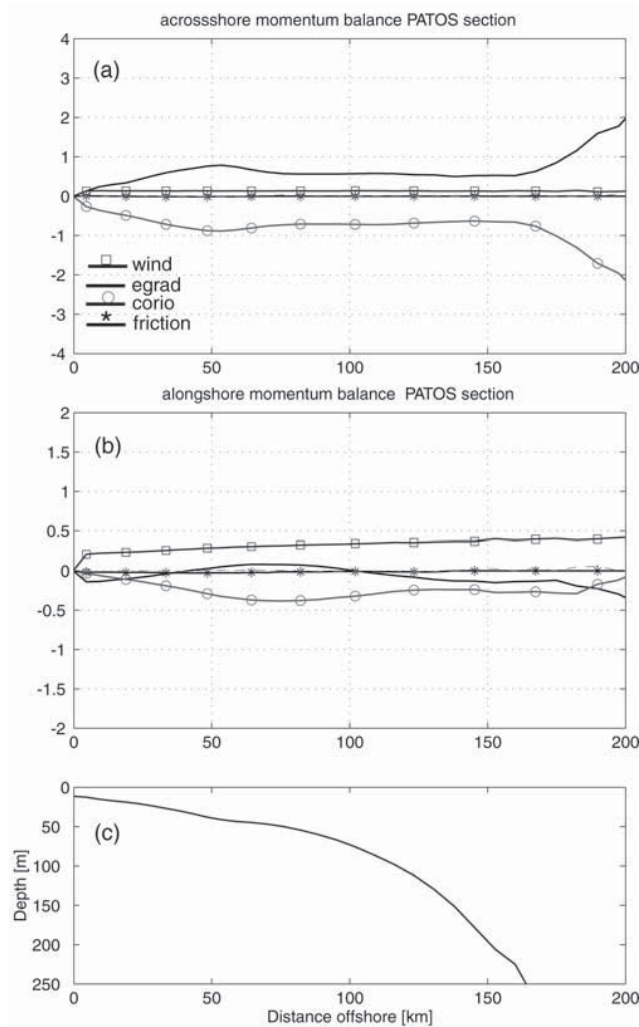 acrossshore momentum balance PATOS section
4
(a)
3
2
1
0
-1
wind
egrad
-2
corio
-3
friction
-4
0 50 100 150 200
alongshore momentum balance PATOS section
2
(b)
1.5
1
0.5
0
-0.5
-1
-1.5
-2
0 50 100 150 200
0
(c)
50
100
150
200
250
Depth [m]
0 50 100 150 200
Distance offshore [km]